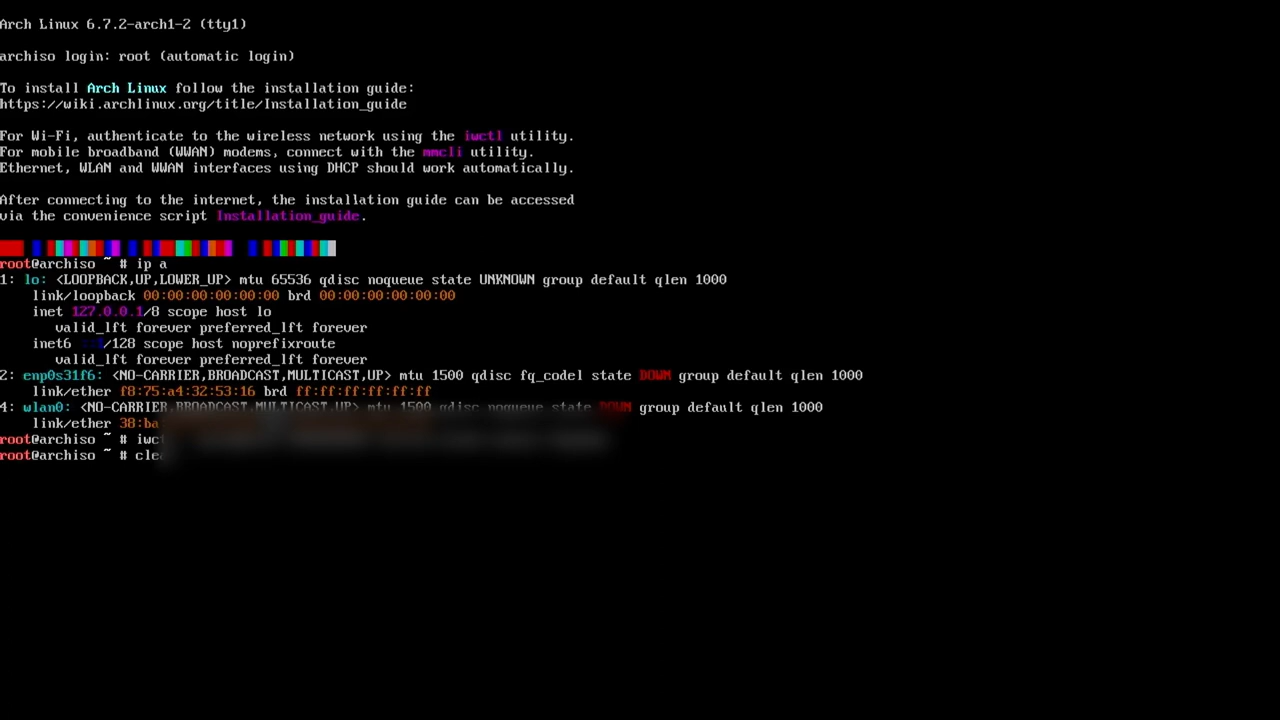 Arch Linux 6.7.2-arch1-2 (tty1)
archiso login: root (automatic login)
To install Arch Linux follow the installation guide:
https://wiki.archlinux.org/title/Installation_guide
For Wi-Fi, authenticate to the wireless network using the iwctl utility.
For mobile broadband (WWAN) modems, connect with the mmcli utility.
Ethernet, WLAN and WWAN interfaces using DHCP should work automatically.
After connecting to the internet, the installation guide can be accessed
via the convenience script Installation_guide.
root@archiso ~ # ip a
1: lo: <LOOPBACK,UP,LOWER_UP> mtu 65536 qdisc noqueue state UNKNOWN group default qlen 1000
link/loopback 00:00:00:00:00:00 brd 00:00:00:00:00:00
inet 127.0.0.1/8 scope host lo
valid_lft forever preferred_lft forever
inet6 ::1/128 scope host noprefixroute
valid_lft forever preferred_lft forever
2: enp0s31f6: <NO-CARRIER,BROADCAST,MULTICAST,UP> mtu 1500 qdisc fq_codel state DOWN group default qlen 1000
link/ether f8:75:a4:32:53:16 brd ff:ff:ff:ff:ff:ff
4: wlan0: <NO-CARRIER,BROADCAST,MULTICAST,UP> mtu 1500 qdisc noqueue state DOWN group default qlen 1000
link/ether 38:ba
root@archiso ~ # iwc
root@archiso ~ # cle